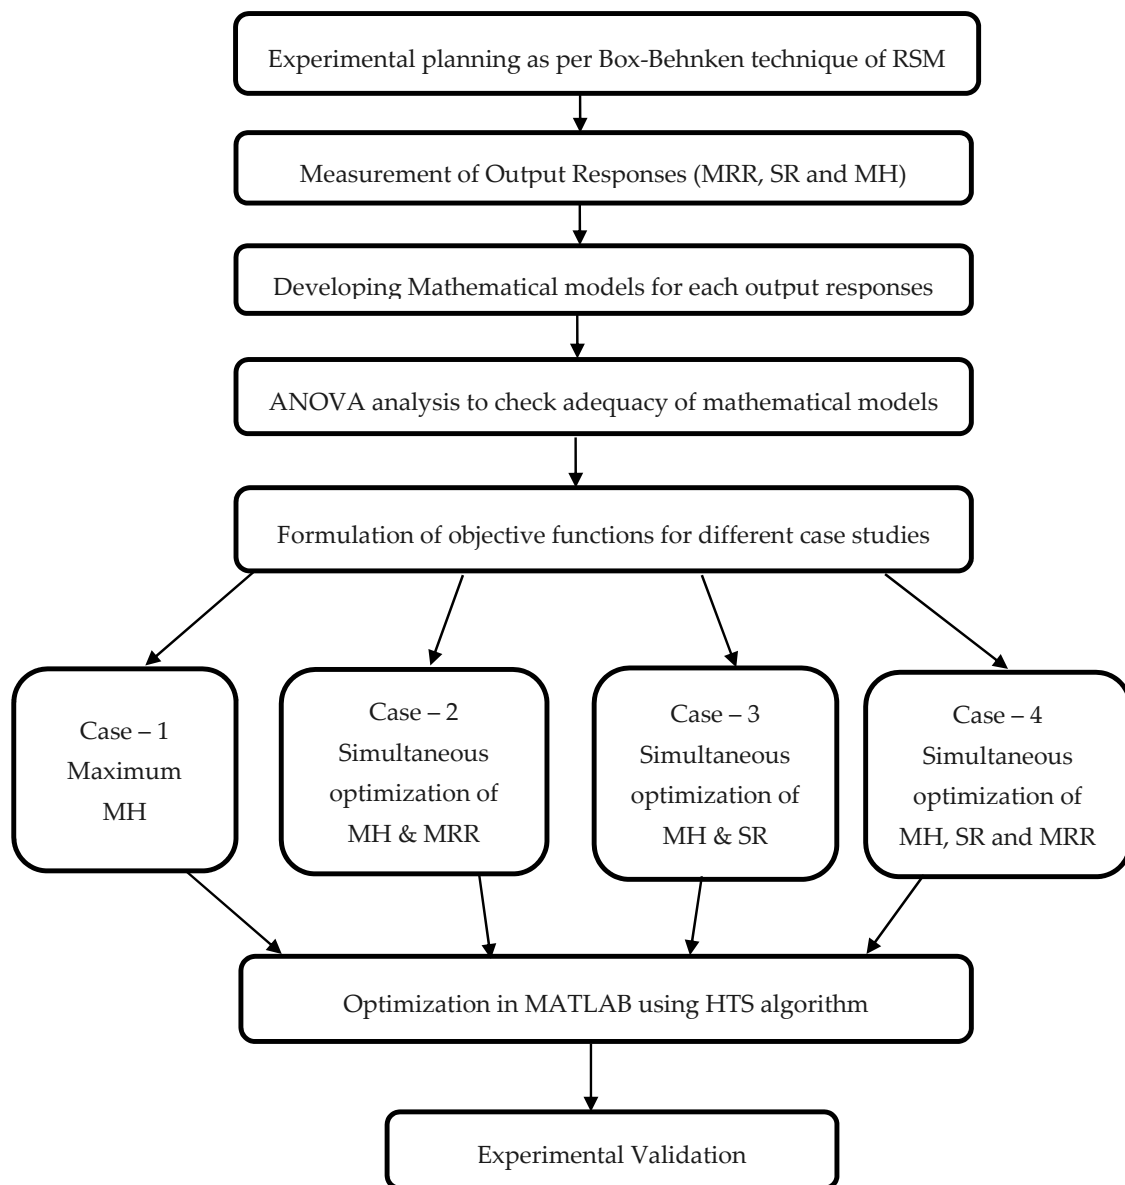 Experimental planning as per Box-Behnken technique of RSM
Measurement of Output Responses (MRR, SR and MH)
Developing Mathematical models for each output responses
ANOVA analysis to check adequacy of mathematical models
Formulation of objective functions for different case studies
Case – 1
Maximum
MH
Case – 2
Simultaneous
optimization of
MH & MRR
Case – 3
Simultaneous
optimization of
MH & SR
Case – 4
Simultaneous
optimization of
MH, SR and MRR
Optimization in MATLAB using HTS algorithm
Experimental Validation